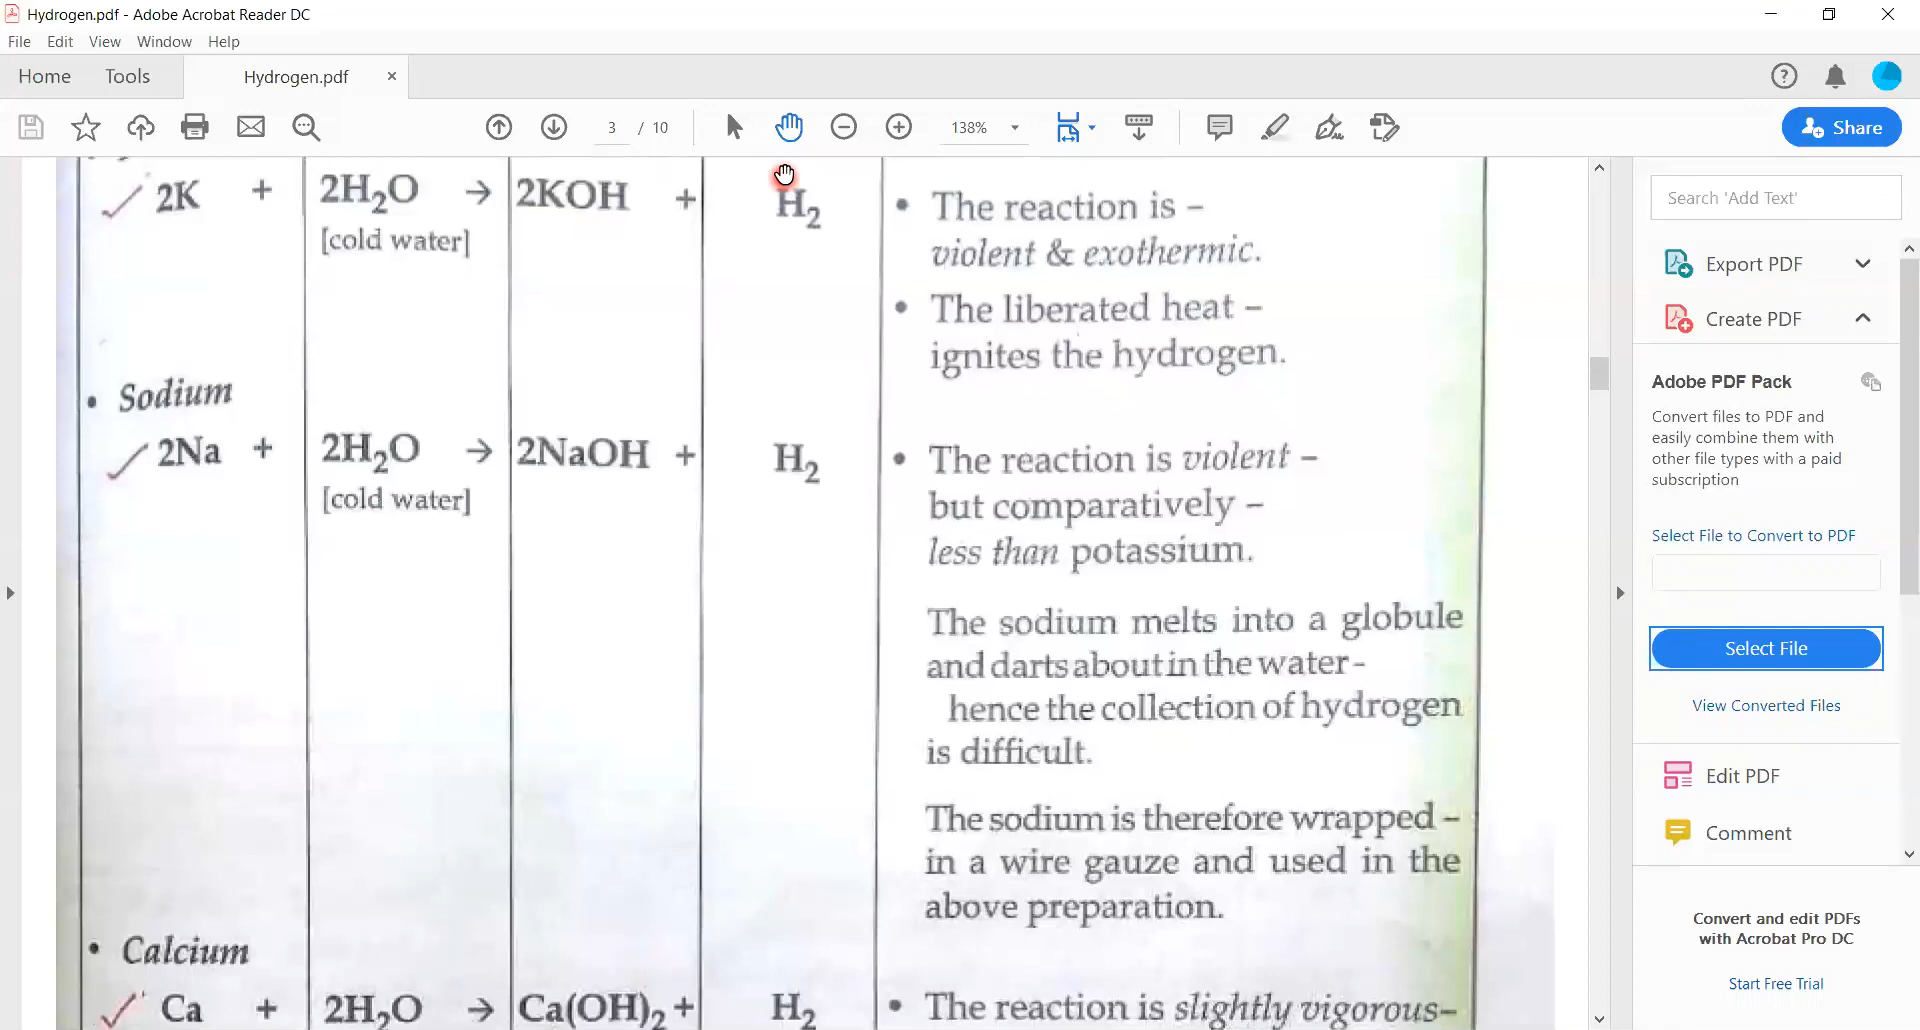 Hydrogen.pdf - Adobe Acrobat Reader DC
File Edit View Window Help
Home Tools Hydrogen.pdf
3 / 10 138% Share
2K + 2H₂O → 2KOH + H₂
[cold water]
• The reaction is –
violent & exothermic.
• The liberated heat –
ignites the hydrogen.
• Sodium
2Na + 2H₂O → 2NaOH + H₂
[cold water]
• The reaction is violent –
but comparatively –
less than potassium.
The sodium melts into a globule
and darts about in the water-
hence the collection of hydrogen
is difficult.
The sodium is therefore wrapped –
in a wire gauze and used in the
above preparation.
• Calcium
Ca + 2H₂O → Ca(OH)₂ + H₂
• The reaction is slightly vigorous–
Search 'Add Text'
Export PDF
Create PDF
Adobe PDF Pack
Convert files to PDF and
easily combine them with
other file types with a paid
subscription
Select File to Convert to PDF
Select File
View Converted Files
Edit PDF
Comment
Convert and edit PDFs
with Acrobat Pro DC
Start Free Trial